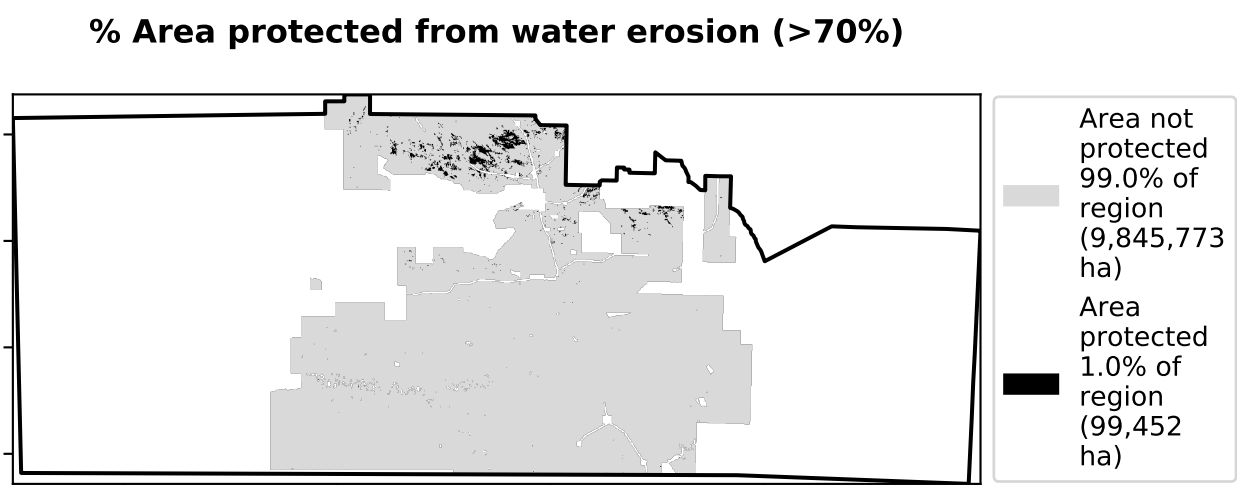 % Area protected from water erosion (>70%)
Area not
protected
99.0% of
region
(9,845,773
ha)
Area
protected
1.0% of
region
(99,452
ha)